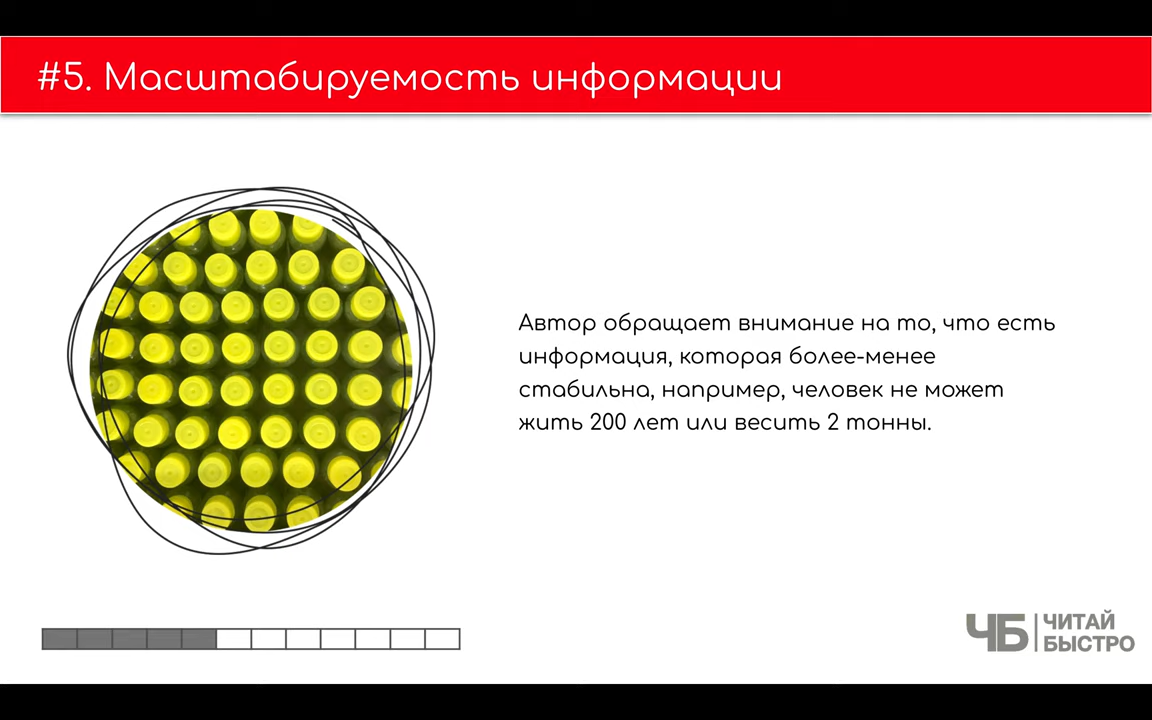 #5. Масштабируемость информации
Автор обращает внимание на то, что есть
информация, которая более-менее
стабильна, например, человек не может
жить 200 лет или весить 2 тонны.
ЧБ ЧИТАЙ
БЫСТРО